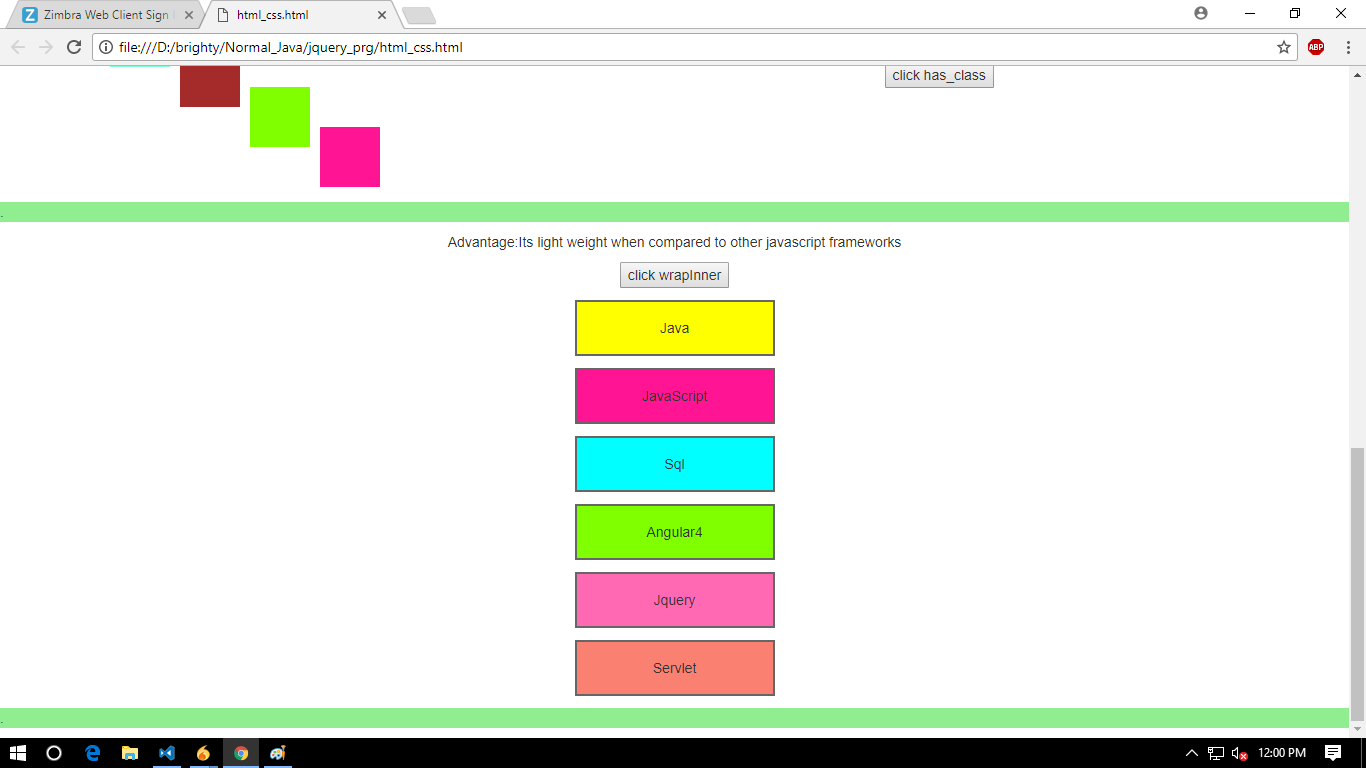 Zimbra Web Client Sign
html_css.html
file:///D:/brighty/Normal_Java/jquery_prg/html_css.html
ABP
click has_class
.
Advantage:Its light weight when compared to other javascript frameworks
click wrapInner
Java
JavaScript
Sql
Angular4
Jquery
Servlet
.
12:00 PM